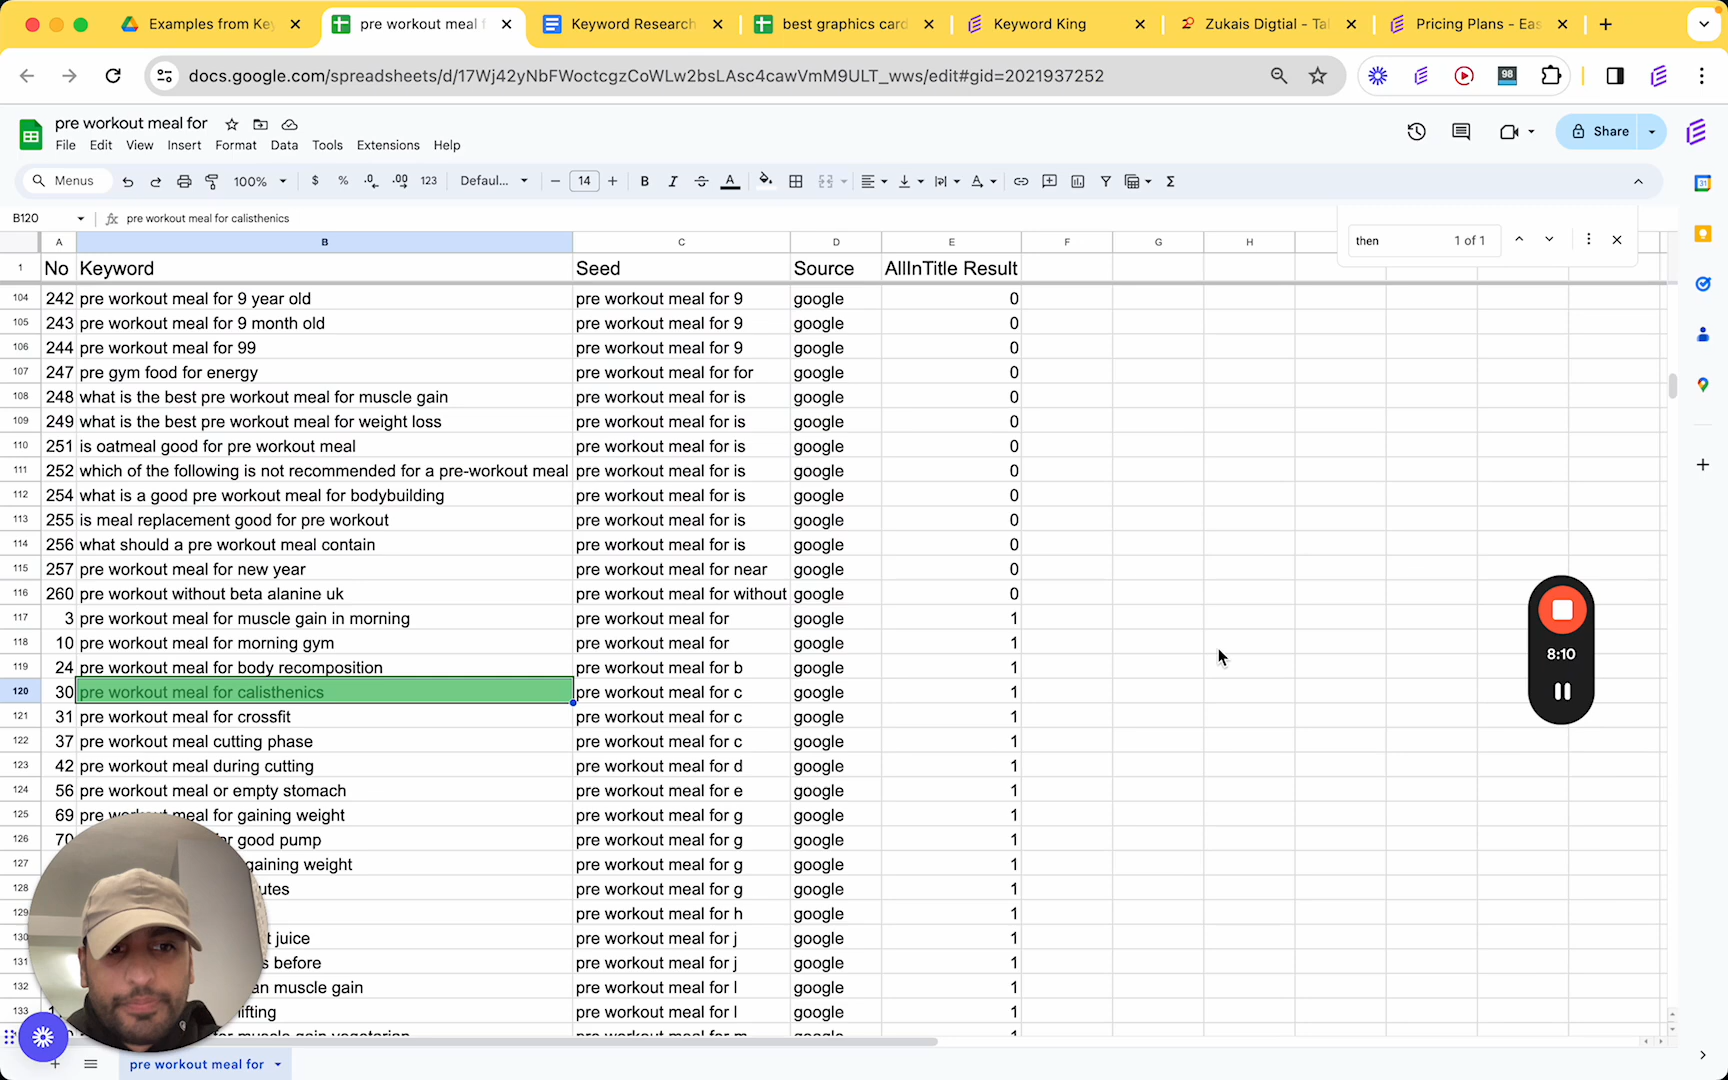 Examples from Key
pre workout meal f
Keyword Research
best graphics card
Keyword King
Zukais Digtial - Tal
Pricing Plans - Eas
docs.google.com/spreadsheets/d/17Wj42yNbFWoctcgzCoWLw2bsLAsc4cawVmM9ULT_wws/edit#gid=2021937252
98
pre workout meal for
File Edit View Insert Format Data Tools Extensions Help
Share
Menus 100% $ % .0 .00 123 Defaul... 14 B I A
31
B120 fx pre workout meal for calisthenics
then 1 of 1
A B C D E F G H
1 No Keyword Seed Source AllInTitle Result
104 242 pre workout meal for 9 year old pre workout meal for 9 google 0
105 243 pre workout meal for 9 month old pre workout meal for 9 google 0
106 244 pre workout meal for 99 pre workout meal for 9 google 0
107 247 pre gym food for energy pre workout meal for for google 0
108 248 what is the best pre workout meal for muscle gain pre workout meal for is google 0
109 249 what is the best pre workout meal for weight loss pre workout meal for is google 0
110 251 is oatmeal good for pre workout meal pre workout meal for is google 0
111 252 which of the following is not recommended for a pre-workout meal pre workout meal for is google 0
112 254 what is a good pre workout meal for bodybuilding pre workout meal for is google 0
113 255 is meal replacement good for pre workout pre workout meal for is google 0
114 256 what should a pre workout meal contain pre workout meal for is google 0
115 257 pre workout meal for new year pre workout meal for near google 0
116 260 pre workout without beta alanine uk pre workout meal for without google 0
117 3 pre workout meal for muscle gain in morning pre workout meal for google 1
118 10 pre workout meal for morning gym pre workout meal for google 1
119 24 pre workout meal for body recomposition pre workout meal for b google 1
120 30 pre workout meal for calisthenics pre workout meal for c google 1
121 31 pre workout meal for crossfit pre workout meal for c google 1
122 37 pre workout meal cutting phase pre workout meal for c google 1
123 42 pre workout meal during cutting pre workout meal for d google 1
124 56 pre workout meal or empty stomach pre workout meal for e google 1
125 69 pre workout meal for gaining weight pre workout meal for g google 1
126 70 or good pump pre workout meal for g google 1
127 gaining weight pre workout meal for g google 1
128 utes pre workout meal for g google 1
129 pre workout meal for h google 1
130 t juice pre workout meal for j google 1
131 s before pre workout meal for j google 1
132 an muscle gain pre workout meal for l google 1
133 1 ifting pre workout meal for l google 1
for muscle gain vegetarian pre workout meal for m google 1
8:10
pre workout meal for